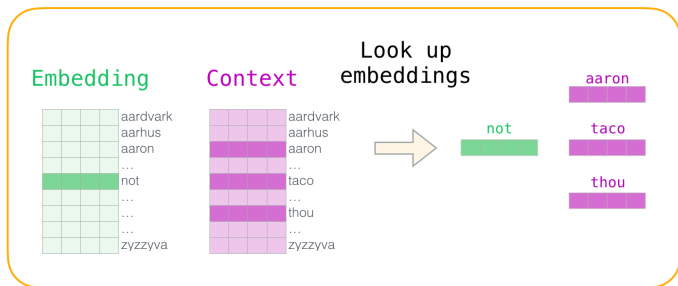 Look up
embeddings
Embedding
Context
aardvark
aarhus
aaron
...
not
...
...
...
zyzzyva
aardvark
aarhus
aaron
...
taco
...
thou
...
zyzzyva
not
aaron
taco
thou